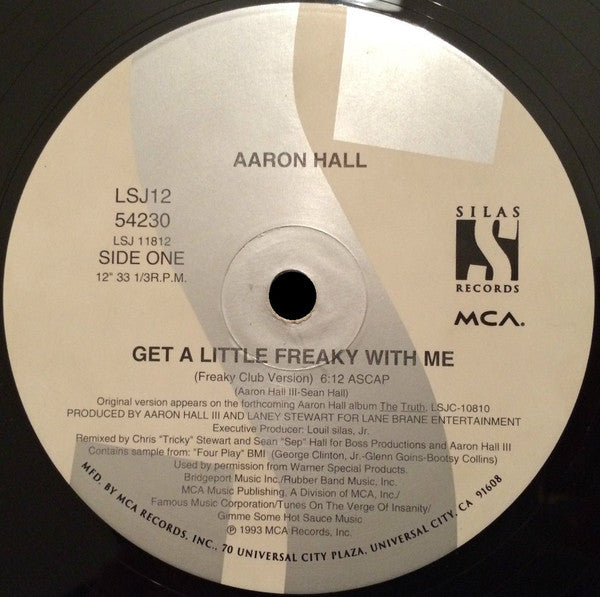 AARON HALL
LSJ12
54230
LSJ 11812
SIDE ONE
12" 33 1/3R.P.M.
SILAS
S
RECORDS
MCA.
GET A LITTLE FREAKY WITH ME
(Freaky Club Version) 6:12 ASCAP
(Aaron Hall III-Sean Hall)
Original version appears on the forthcoming Aaron Hall album The Truth. LSJC-10810
PRODUCED BY AARON HALL III AND LANEY STEWART FOR LANE BRANE ENTERTAINMENT
Executive Producer: Louil silas, Jr.
Remixed by Chris "Tricky" Stewart and Sean "Sep" Hall for Boss Productions and Aaron Hall III
Contains sample from: "Four Play" BMI (George Clinton, Jr.-Glenn Goins-Bootsy Collins)
Used by permission from Warner Special Products.
Bridgeport Music Inc./Rubber Band Music, Inc.
MCA Music Publishing. A Division of MCA, Inc./
Famous Music Corporation/Tunes On The Verge Of Insanity/
Gimme Some Hot Sauce Music
℗ 1993 MCA Records, Inc.
MFD. BY MCA RECORDS, INC., 70 UNIVERSAL CITY PLAZA, UNIVERSAL CITY, CA 91608